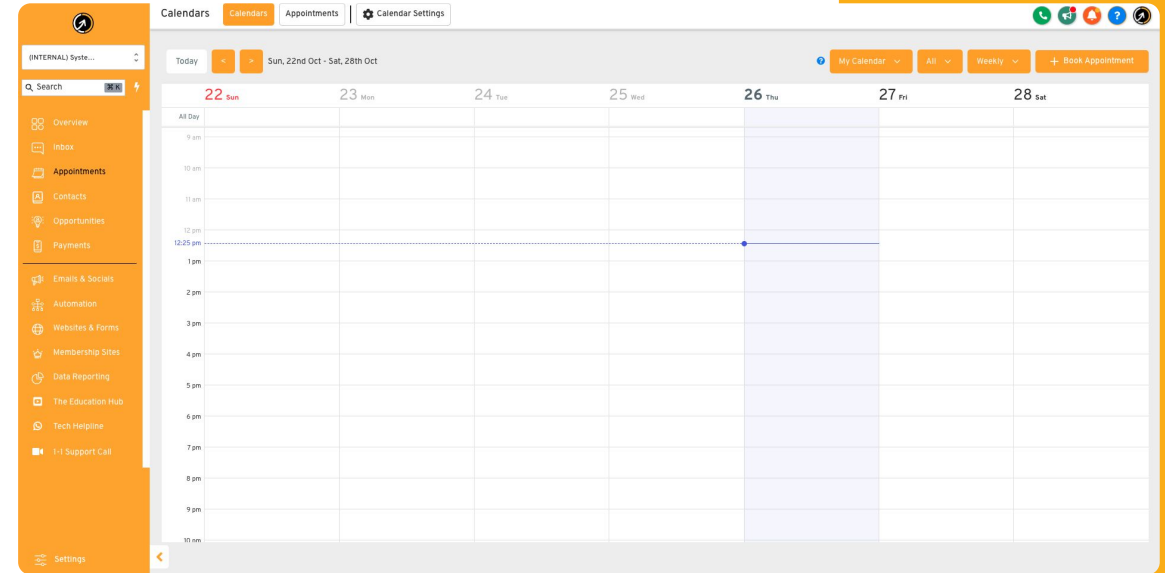 Calendars
Calendars
Appointments
Calendar Settings
?
(INTERNAL) Syste...
Search
⌘ K
Overview
Inbox
Appointments
Contacts
Opportunities
Payments
Emails & Socials
Automation
Websites & Forms
Membership Sites
Data Reporting
The Education Hub
Tech Helpline
1-1 Support Call
Settings
Today
<
>
Sun, 22nd Oct - Sat, 28th Oct
?
My Calendar
All
Weekly
+ Book Appointment
22 Sun
23 Mon
24 Tue
25 Wed
26 Thu
27 Fri
28 Sat
All Day
9 am
10 am
11 am
12 pm
12:25 pm
1 pm
2 pm
3 pm
4 pm
5 pm
6 pm
7 pm
8 pm
9 pm
10 pm